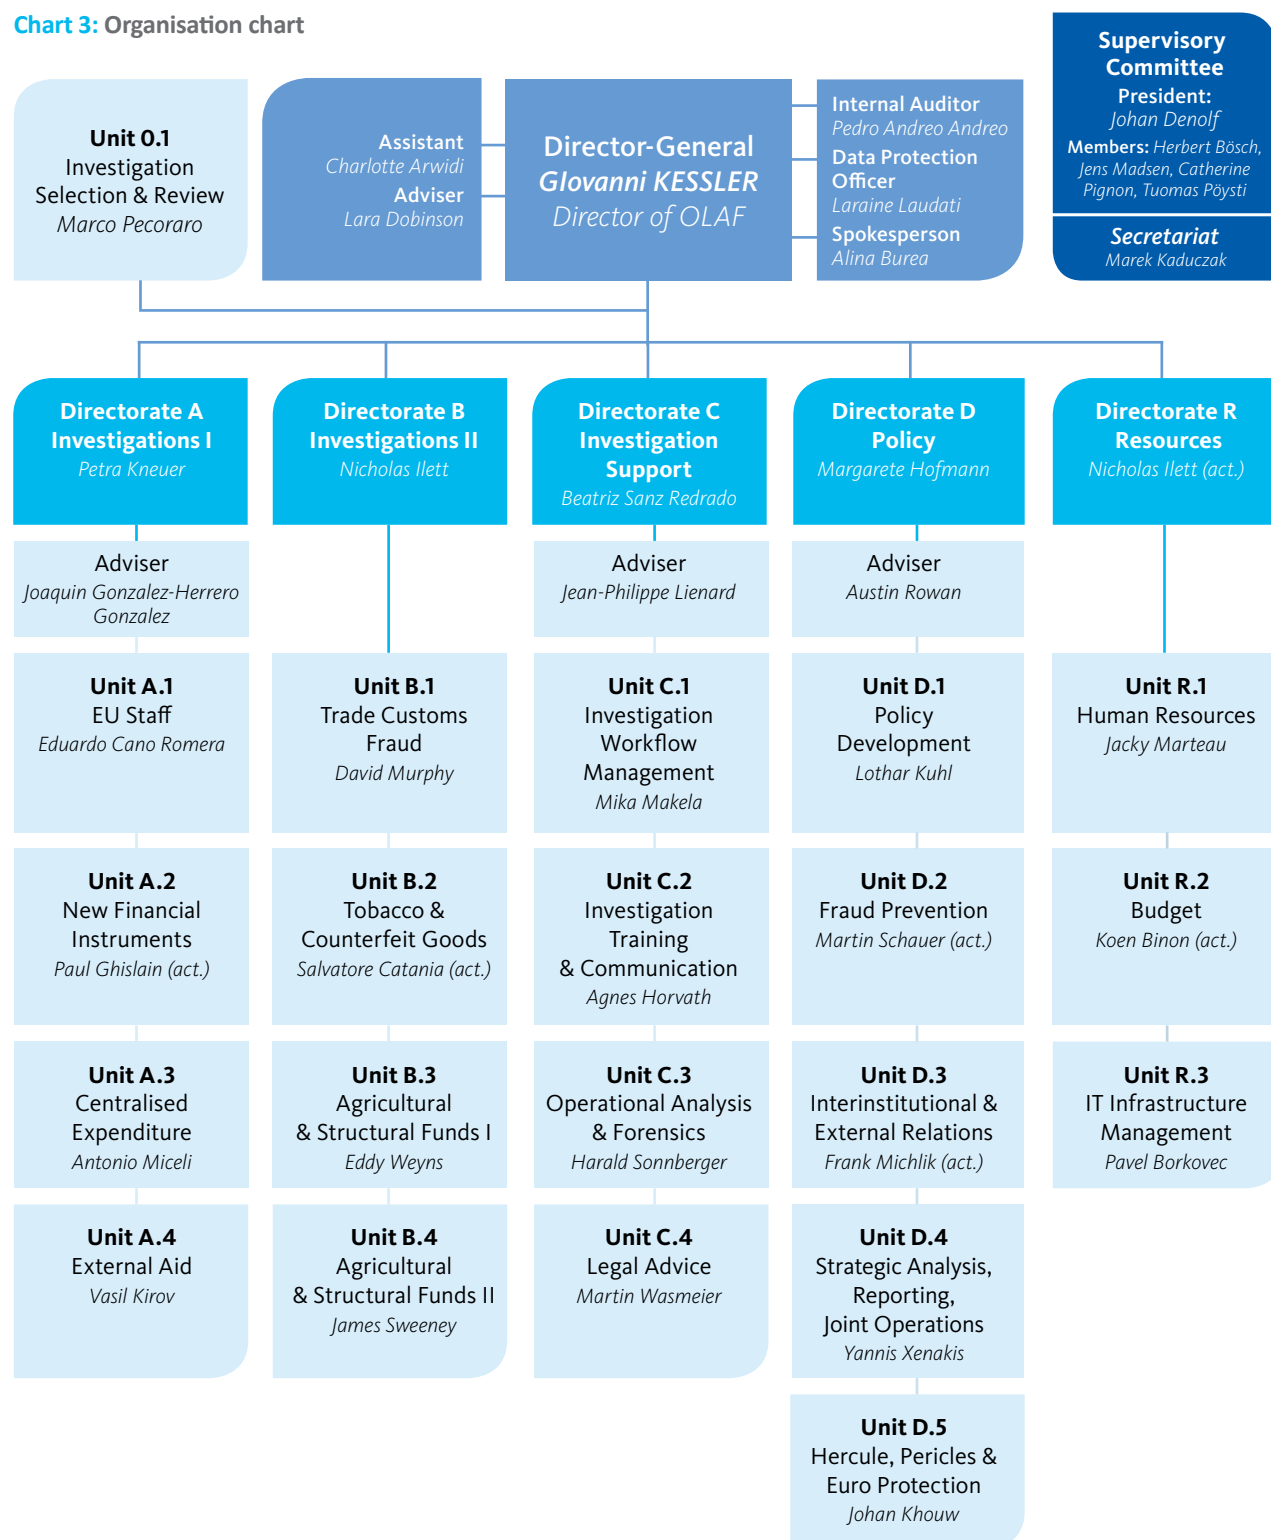 Chart 3: Organisation chart
Unit 0.1
Investigation
Selection & Review
Marco Pecoraro
Assistant
Charlotte Arwidi
Adviser
Lara Dobinson
Director-General
GIovanni KESSLER
Director of OLAF
Internal Auditor
Pedro Andreo Andreo
Data Protection
Officer
Laraine Laudati
Spokesperson
Alina Burea
Supervisory
Committee
President:
Johan Denolf
Members: Herbert Bösch,
Jens Madsen, Catherine
Pignon, Tuomas Pöysti
Secretariat
Marek Kaduczak
Directorate A
Investigations I
Petra Kneuer
Directorate B
Investigations II
Nicholas Ilett
Directorate C
Investigation
Support
Beatriz Sanz Redrado
Directorate D
Policy
Margarete Hofmann
Directorate R
Resources
Nicholas Ilett (act.)
Adviser
Joaquin Gonzalez-Herrero
Gonzalez
Adviser
Jean-Philippe Lienard
Adviser
Austin Rowan
Unit A.1
EU Staff
Eduardo Cano Romera
Unit B.1
Trade Customs
Fraud
David Murphy
Unit C.1
Investigation
Workflow
Management
Mika Makela
Unit D.1
Policy
Development
Lothar Kuhl
Unit R.1
Human Resources
Jacky Marteau
Unit A.2
New Financial
Instruments
Paul Ghislain (act.)
Unit B.2
Tobacco &
Counterfeit Goods
Salvatore Catania (act.)
Unit C.2
Investigation
Training
& Communication
Agnes Horvath
Unit D.2
Fraud Prevention
Martin Schauer (act.)
Unit R.2
Budget
Koen Binon (act.)
Unit A.3
Centralised
Expenditure
Antonio Miceli
Unit B.3
Agricultural
& Structural Funds I
Eddy Weyns
Unit C.3
Operational Analysis
& Forensics
Harald Sonnberger
Unit D.3
Interinstitutional &
External Relations
Frank Michlik (act.)
Unit R.3
IT Infrastructure
Management
Pavel Borkovec
Unit A.4
External Aid
Vasil Kirov
Unit B.4
Agricultural
& Structural Funds II
James Sweeney
Unit C.4
Legal Advice
Martin Wasmeier
Unit D.4
Strategic Analysis,
Reporting,
Joint Operations
Yannis Xenakis
Unit D.5
Hercule, Pericles &
Euro Protection
Johan Khouw